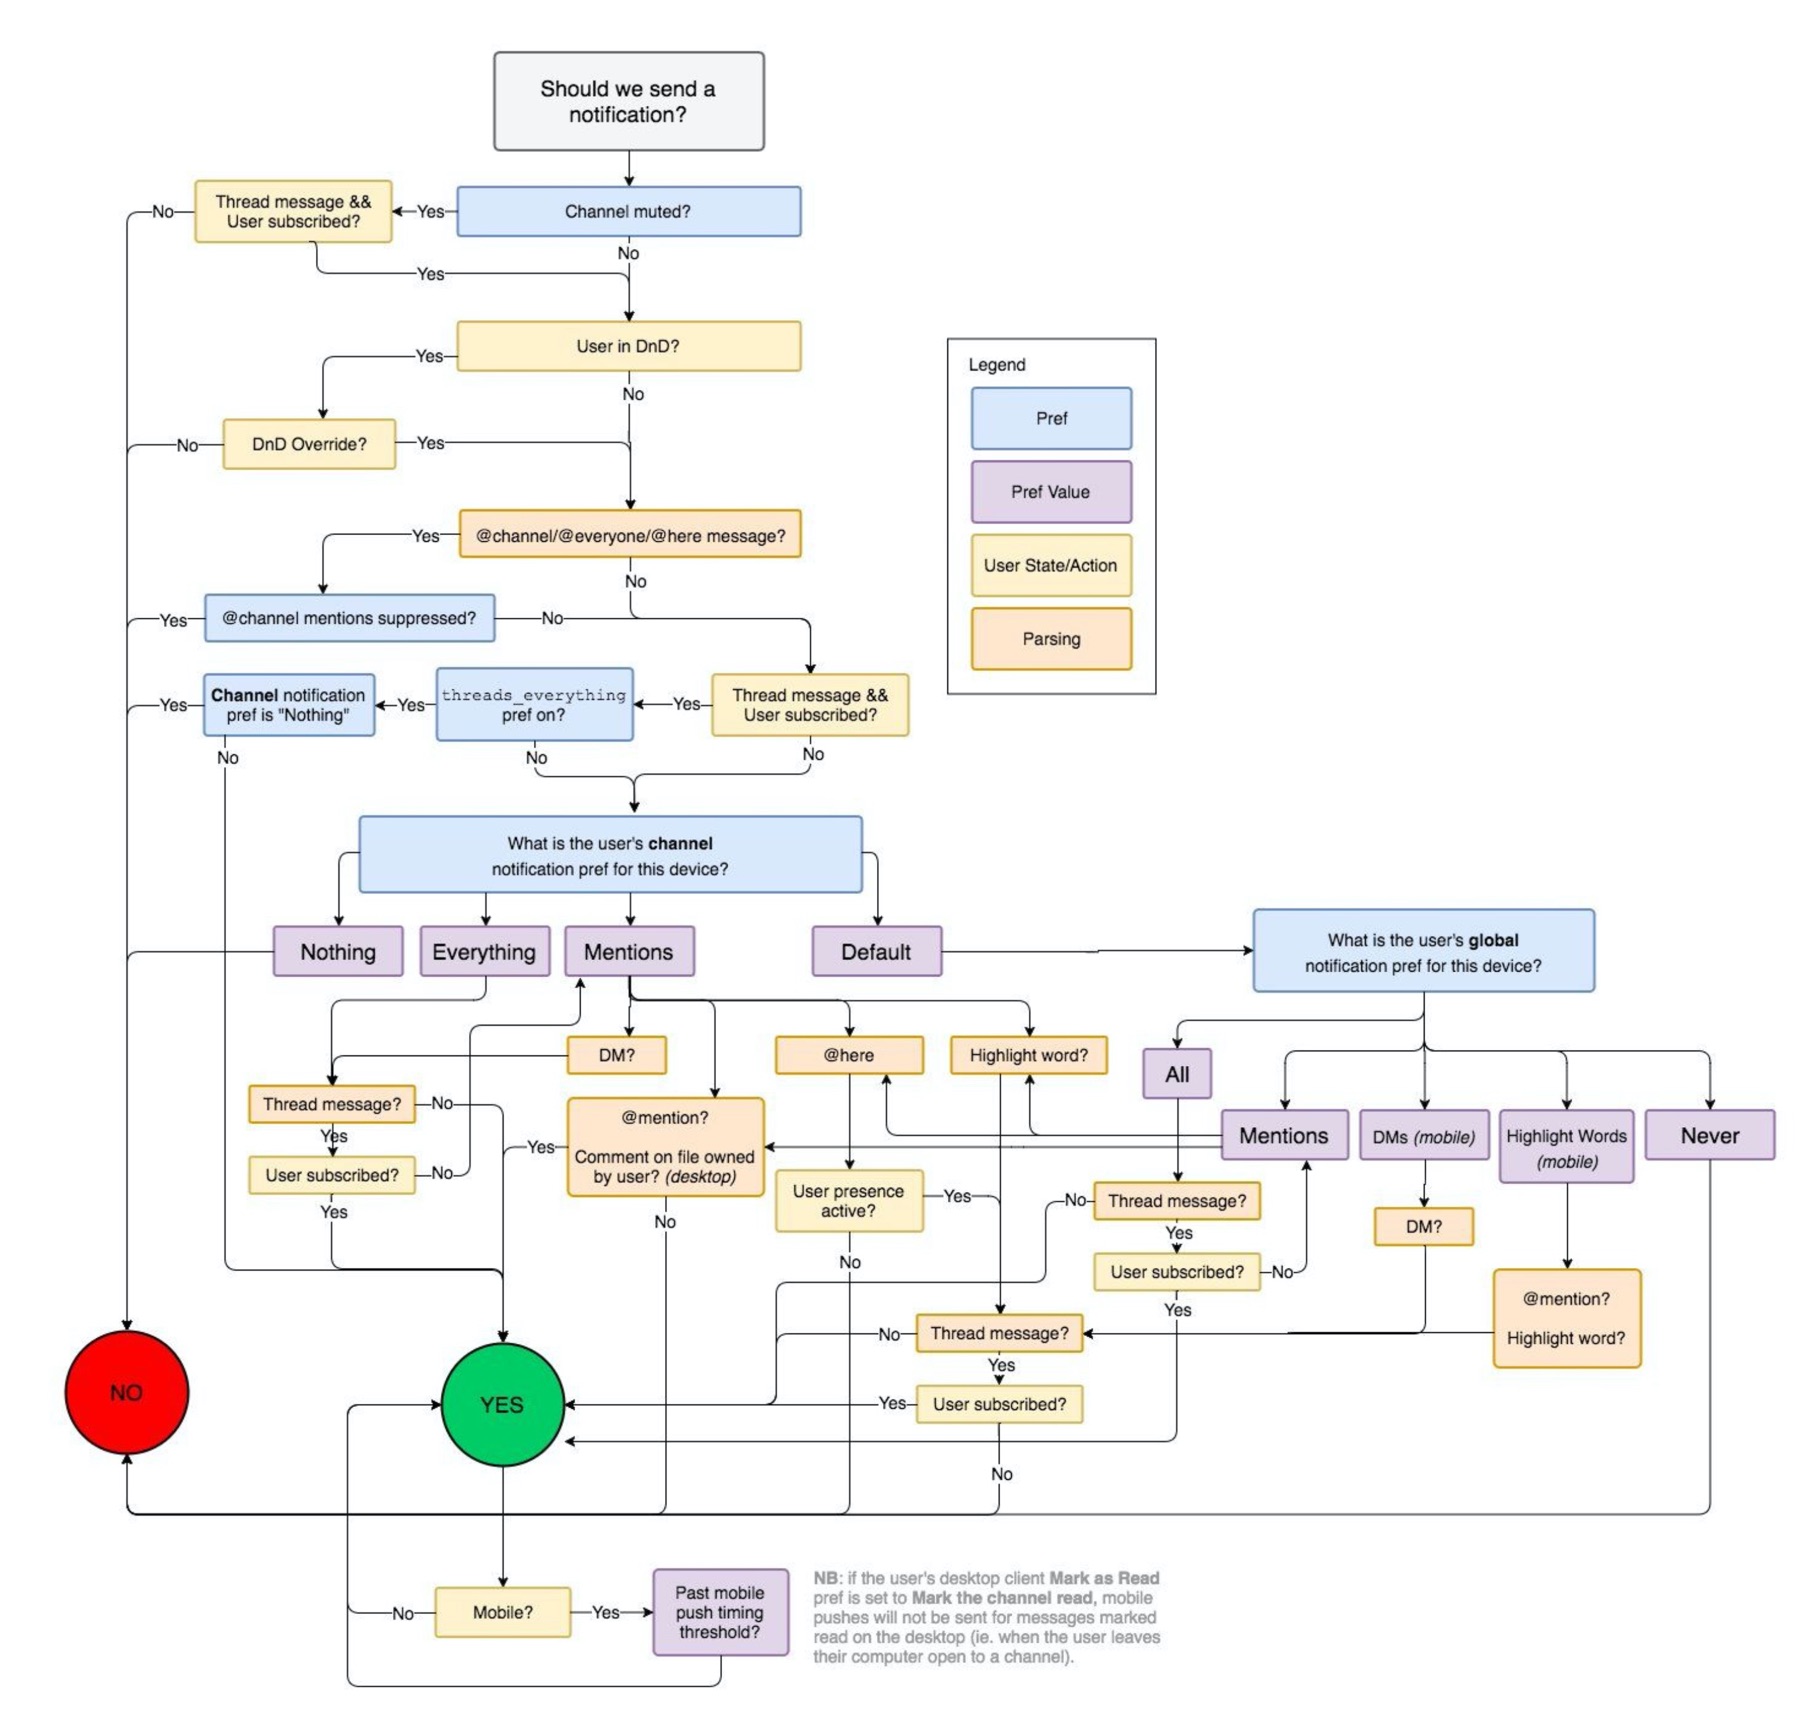 Should we send a
notification?
Thread message &&
User subscribed?
No
Yes
Channel muted?
No
Yes
User in DnD?
Yes
No
DnD Override?
No
Yes
@channel/@everyone/@here message?
Yes
No
@channel mentions suppressed?
Yes
No
Channel notification
pref is "Nothing"
Yes
Yes
threads_everything
pref on?
Yes
Thread message &&
User subscribed?
No
No
No
Legend
Pref
Pref Value
User State/Action
Parsing
What is the user's channel
notification pref for this device?
Nothing
Everything
Mentions
Default
What is the user's global
notification pref for this device?
DM?
@here
Highlight word?
All
Thread message?
No
Yes
User subscribed?
No
Yes
@mention?
Comment on file owned
by user? (desktop)
Yes
No
User presence
active?
Yes
No
Mentions
DMs (mobile)
Highlight Words
(mobile)
Never
Thread message?
No
Yes
User subscribed?
No
Yes
DM?
@mention?
Highlight word?
Thread message?
No
Yes
User subscribed?
Yes
No
NO
YES
Mobile?
No
Yes
Past mobile
push timing
threshold?
NB: if the user's desktop client Mark as Read
pref is set to Mark the channel read, mobile
pushes will not be sent for messages marked
read on the desktop (ie. when the user leaves
their computer open to a channel).